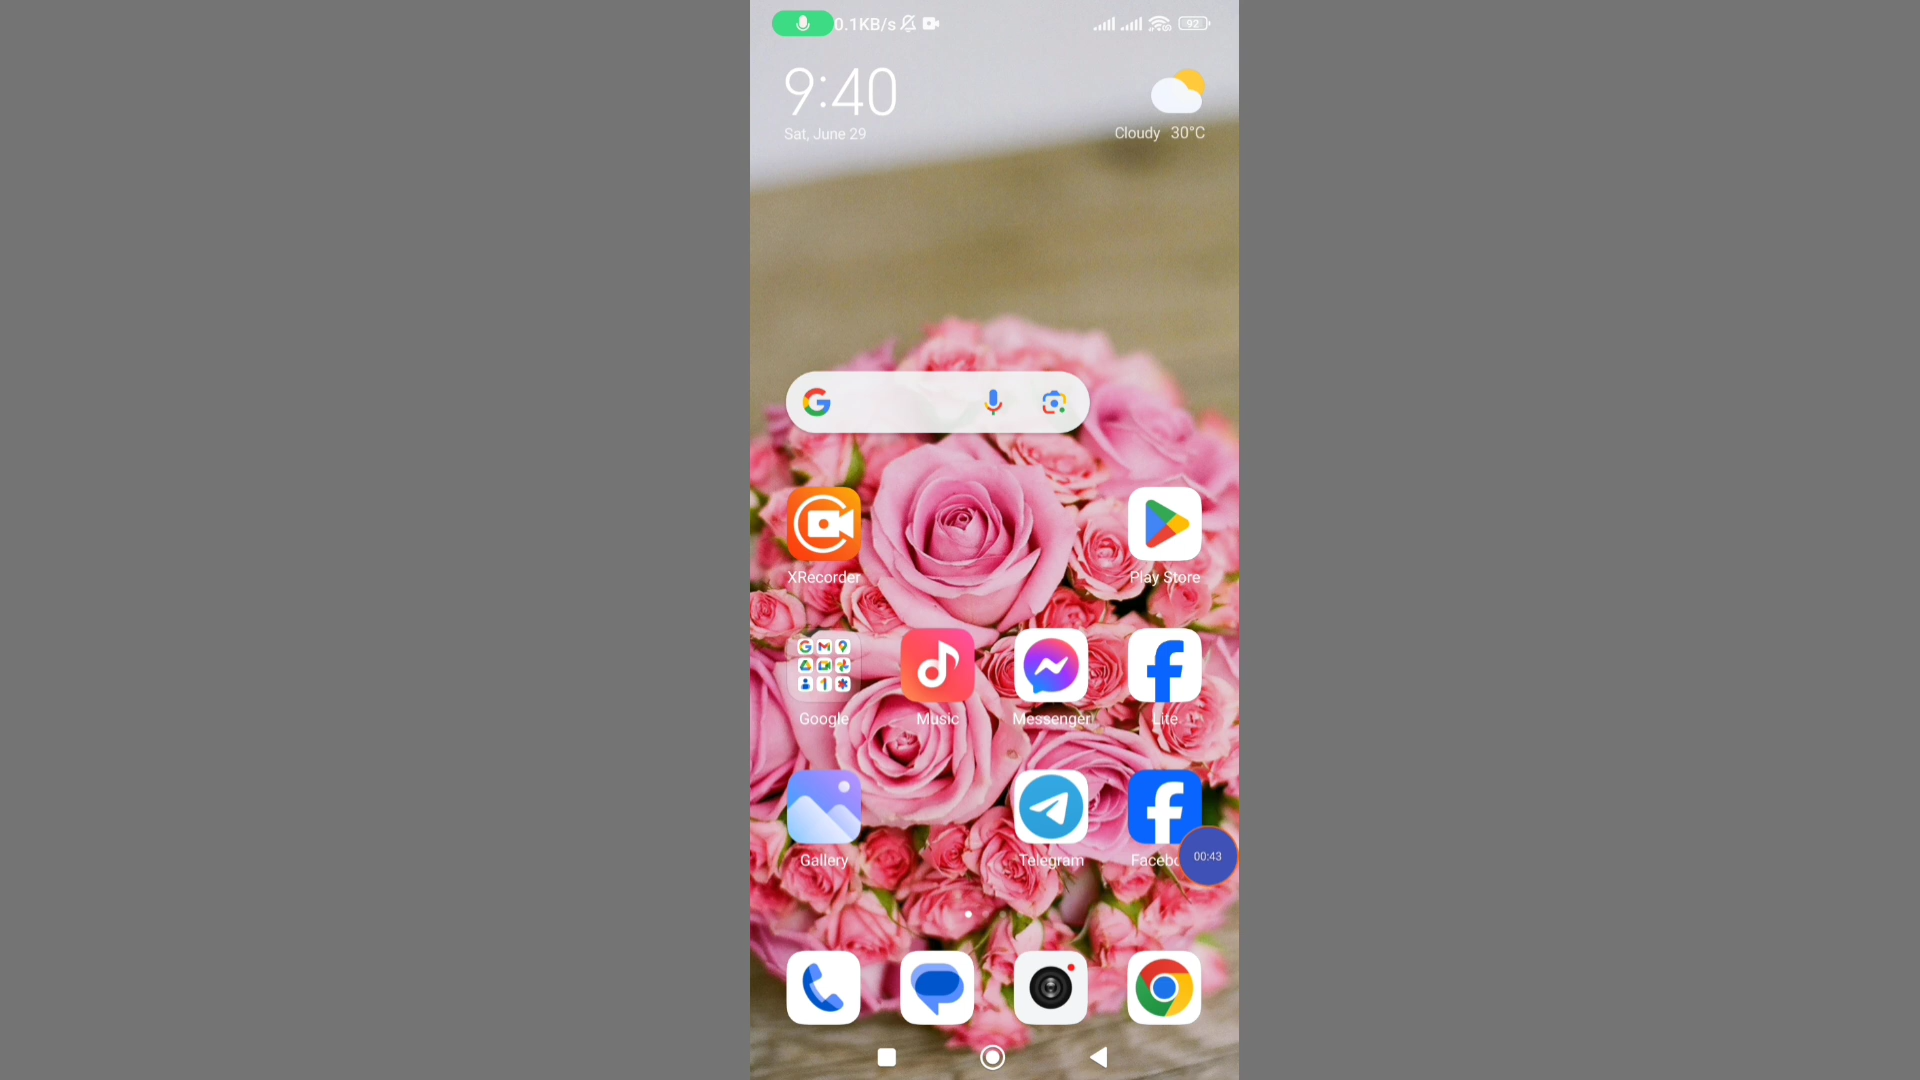 0.1KB/s 92
9:40
Sat, June 29
Cloudy 30°C
XRecorder
Play Store
Google
Music
Messenger
Lite
Gallery
Telegram
Facebo
00:43